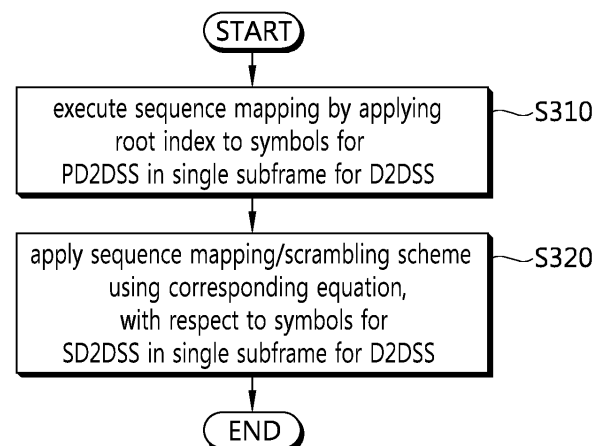 START
execute sequence mapping by applying
root index to symbols for
PD2DSS in single subframe for D2DSS
S310
apply sequence mapping/scrambling scheme
using corresponding equation,
with respect to symbols for
SD2DSS in single subframe for D2DSS
S320
END